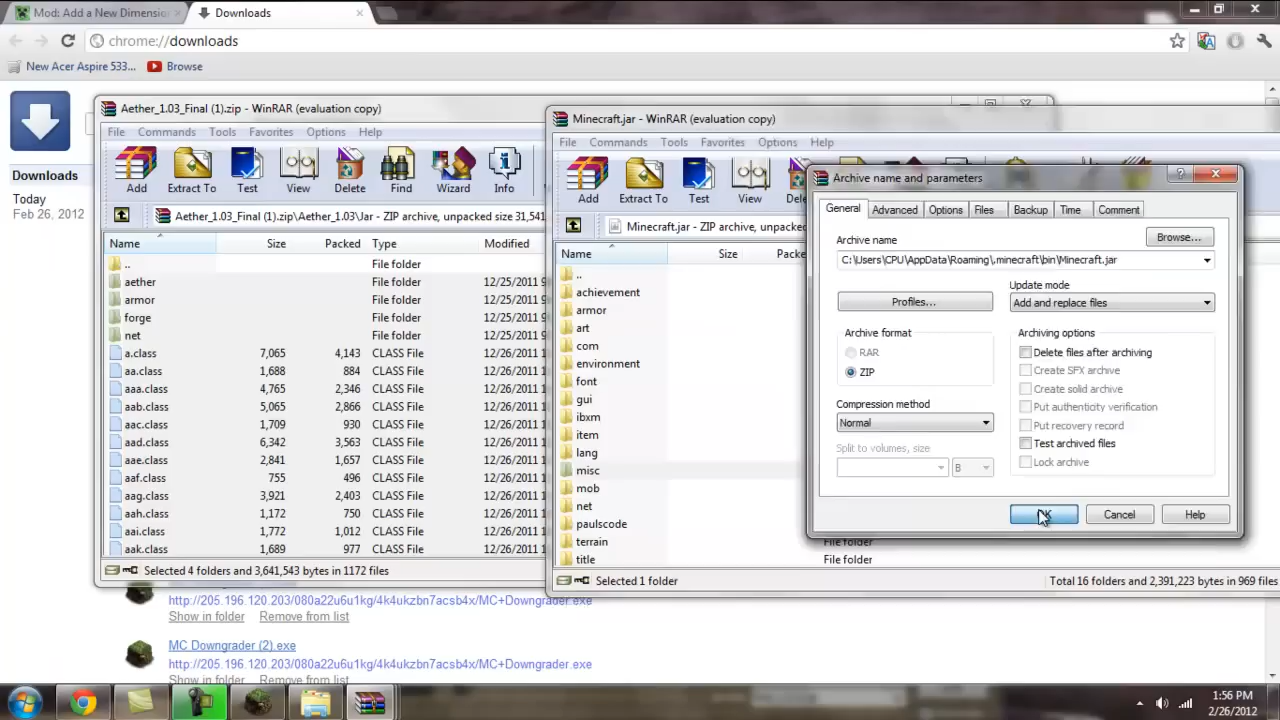 Mod: Add a New Dimension
Downloads
chrome://downloads
New Acer Aspire 533...
Browse
Downloads
Today
Feb 26, 2012
Aether_1.03_Final (1).zip - WinRAR (evaluation copy)
File Commands Tools Favorites Options Help
Add Extract To Test View Delete Find Wizard Info
Aether_1.03_Final (1).zip\Aether_1.03\Jar - ZIP archive, unpacked size 31,541
Name Size Packed Type Modified
.. File folder
aether File folder 12/25/2011 9
armor File folder 12/25/2011 9
forge File folder 12/25/2011 9
net File folder 12/25/2011 9
a.class 7,065 4,143 CLASS File 12/26/2011 1
aa.class 1,688 884 CLASS File 12/26/2011 1
aaa.class 4,765 2,346 CLASS File 12/26/2011 1
aab.class 5,065 2,866 CLASS File 12/26/2011 1
aac.class 1,709 930 CLASS File 12/26/2011 1
aad.class 6,342 3,563 CLASS File 12/26/2011 1
aae.class 2,841 1,657 CLASS File 12/26/2011 1
aaf.class 755 496 CLASS File 12/26/2011 1
aag.class 3,921 2,403 CLASS File 12/26/2011 1
aah.class 1,172 750 CLASS File 12/26/2011 1
aai.class 1,772 1,012 CLASS File 12/26/2011 1
aak.class 1,689 977 CLASS File 12/26/2011 1
Selected 4 folders and 3,641,543 bytes in 1172 files
Minecraft.jar - WinRAR (evaluation copy)
File Commands Tools Favorites Options Help
Add Extract To Test View Dele
Minecraft.jar - ZIP archive, unpacked
Name Size Packe
..
achievement
armor
art
com
environment
font
gui
ibxm
item
lang
misc
mob
net
paulscode
terrain File folder
title File folder
Selected 1 folder
Total 16 folders and 2,391,223 bytes in 969 files
Archive name and parameters
General Advanced Options Files Backup Time Comment
Archive name
Browse...
C:\Users\CPU\AppData\Roaming\.minecraft\bin\Minecraft.jar
Profiles...
Update mode
Add and replace files
Archive format
RAR
ZIP
Compression method
Normal
Split to volumes, size
B
Archiving options
Delete files after archiving
Create SFX archive
Create solid archive
Put authenticity verification
Put recovery record
Test archived files
Lock archive
OK Cancel Help
http://205.196.120.203/080a22u6u1kg/4k4ukzbn7acsb4x/MC+Downgrader.exe
Show in folder Remove from list
MC Downgrader (2).exe
http://205.196.120.203/080a22u6u1kg/4k4ukzbn7acsb4x/MC+Downgrader.exe
Show in folder Remove from list
1:56 PM
2/26/2012